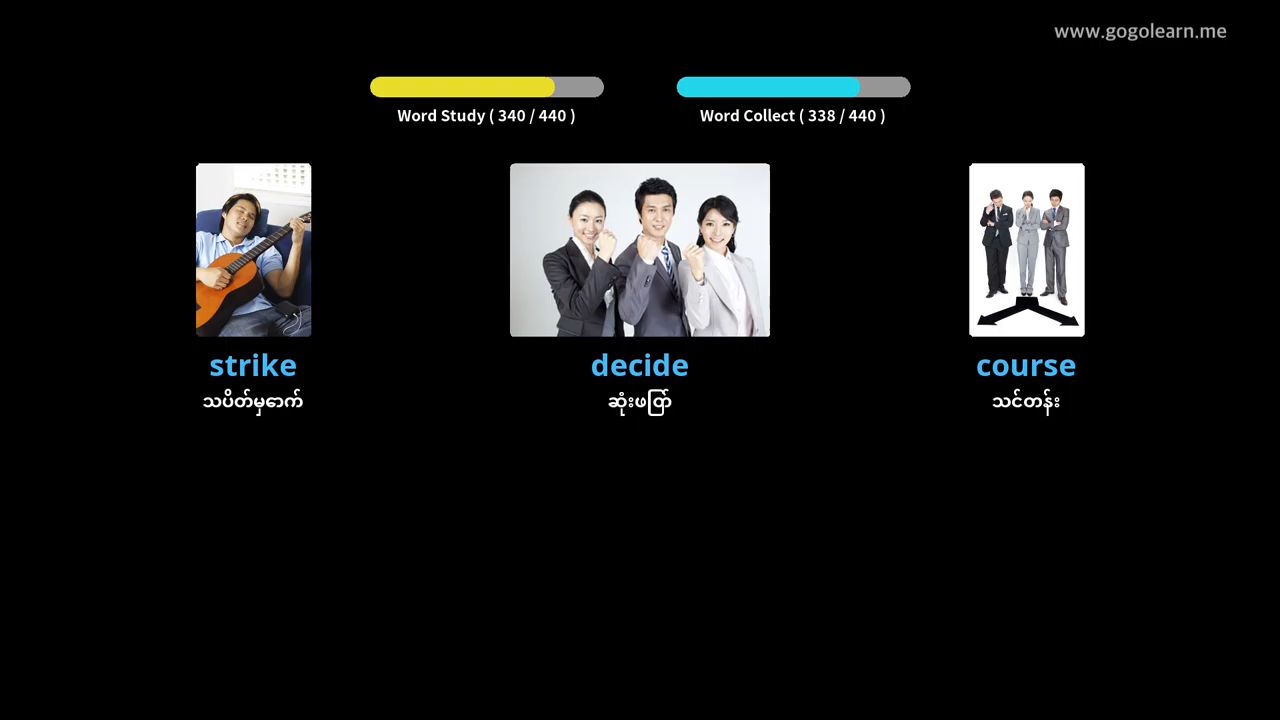 www.gogolearn.me
Word Study ( 340 / 440 )
Word Collect ( 338 / 440 )
strike
decide
course
သပိတ်မှောက်
ဆုံးဖြတ်
သင်တန်း